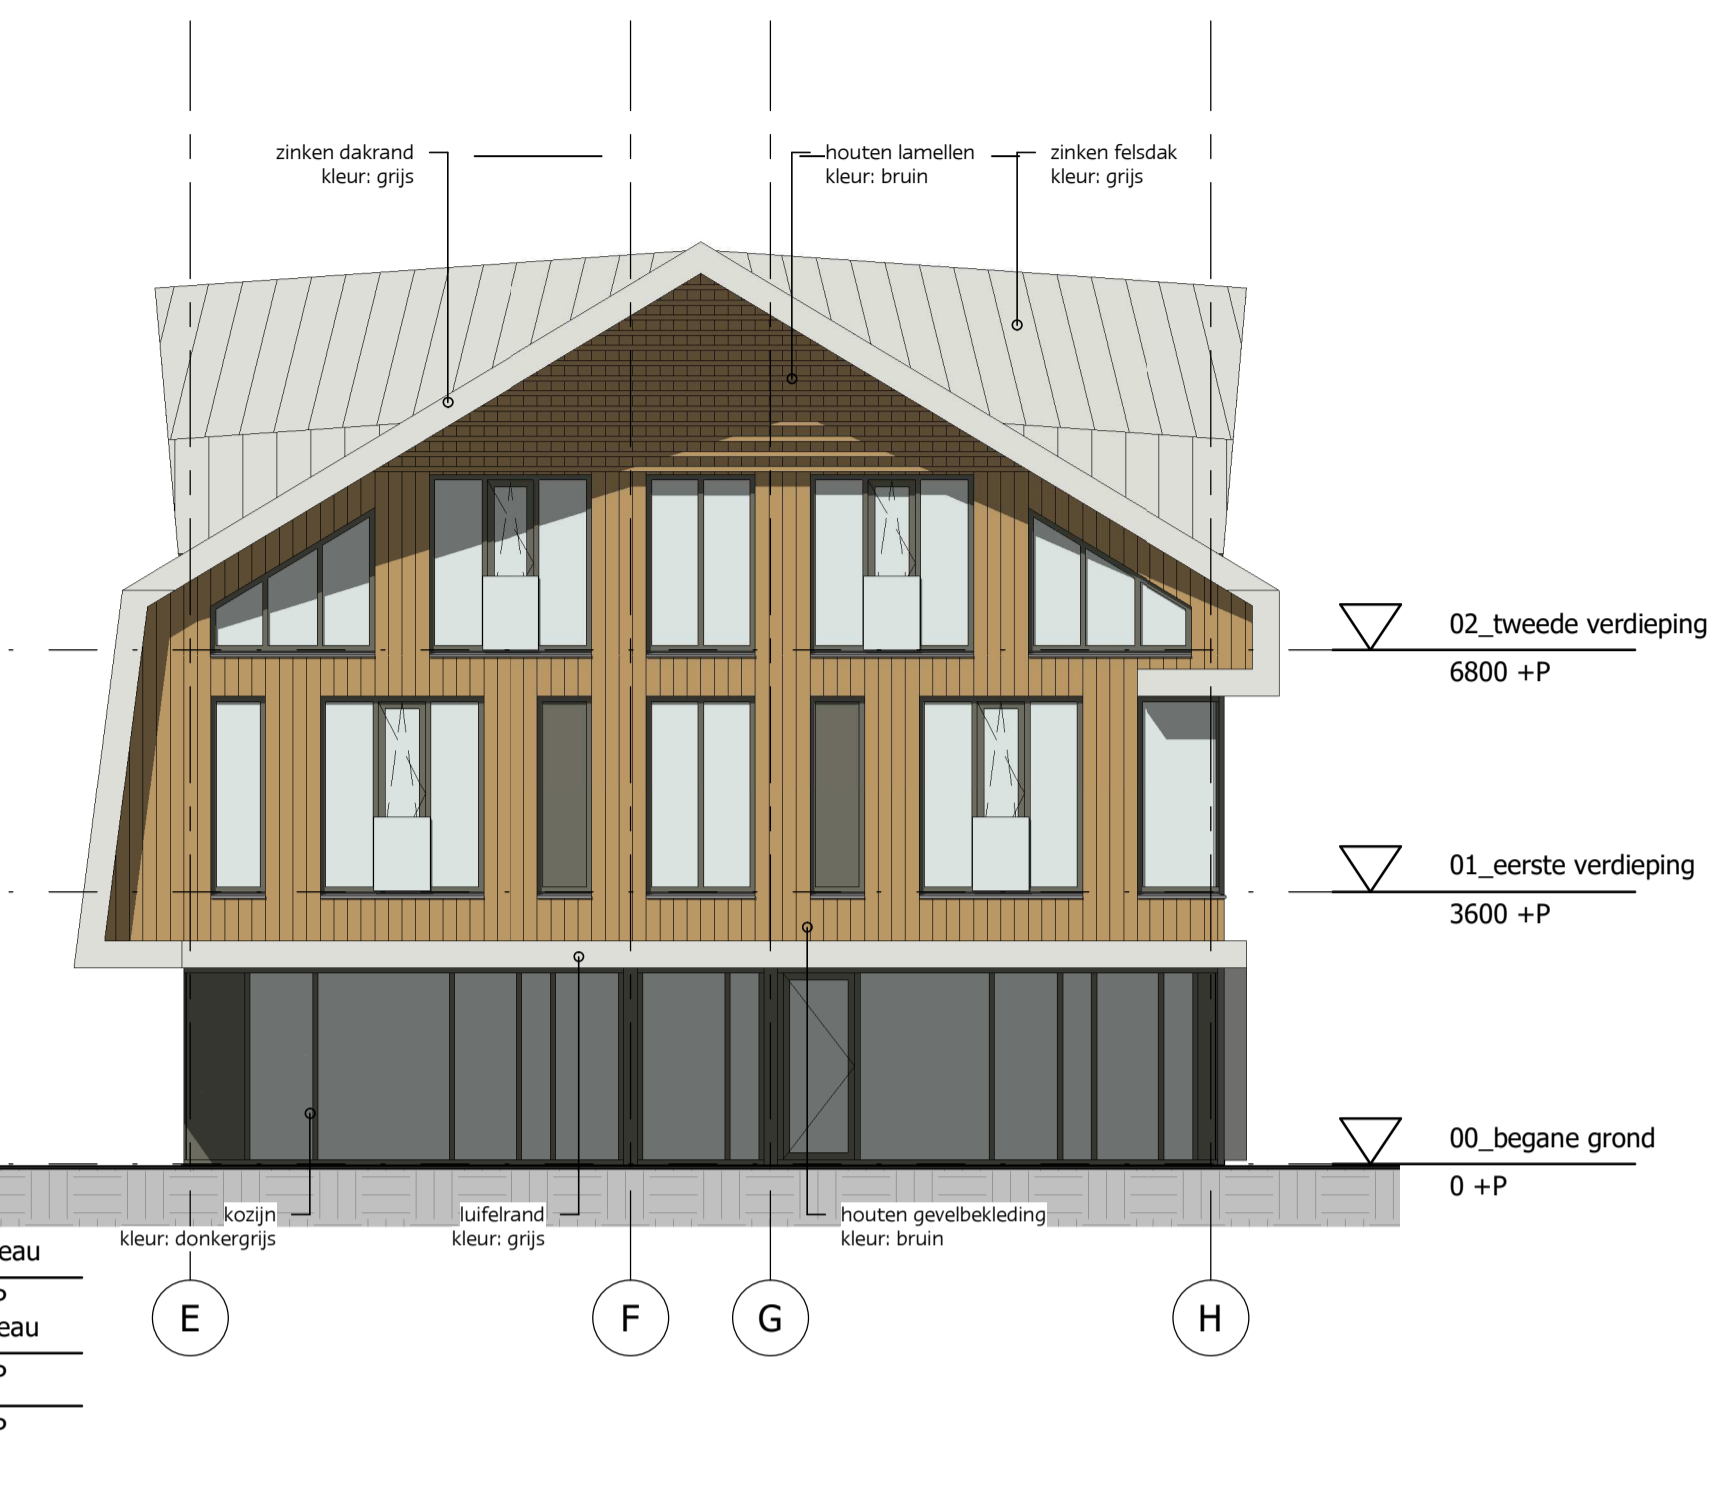 zinken dakrand
kleur: grijs
houten lamellen
kleur: bruin
zinken felsdak
kleur: grijs
02_tweede verdieping
6800 +P
01_eerste verdieping
3600 +P
00_begane grond
0 +P
kozijn
kleur: donkergrijs
luifelrand
kleur: grijs
houten gevelbekleding
kleur: bruin
eau
P
eau
P
P
E
F
G
H